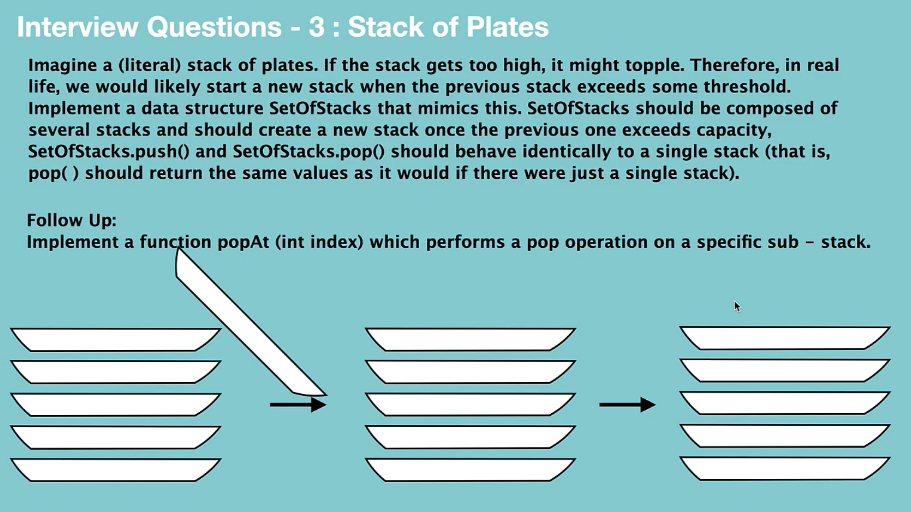 Interview Questions - 3 : Stack of Plates
Imagine a (literal) stack of plates. If the stack gets too high, it might topple. Therefore, in real
life, we would likely start a new stack when the previous stack exceeds some threshold.
Implement a data structure SetOfStacks that mimics this. SetOfStacks should be composed of
several stacks and should create a new stack once the previous one exceeds capacity,
SetOfStacks.push() and SetOfStacks.pop() should behave identically to a single stack (that is,
pop( ) should return the same values as it would if there were just a single stack).
Follow Up:
Implement a function popAt (int index) which performs a pop operation on a specific sub – stack.